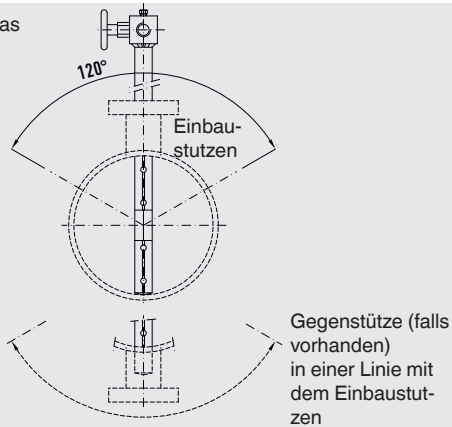 as
120°
Einbau-
stutzen
Gegenstütze (falls
vorhanden)
in einer Linie mit
dem Einbaustut-
zen